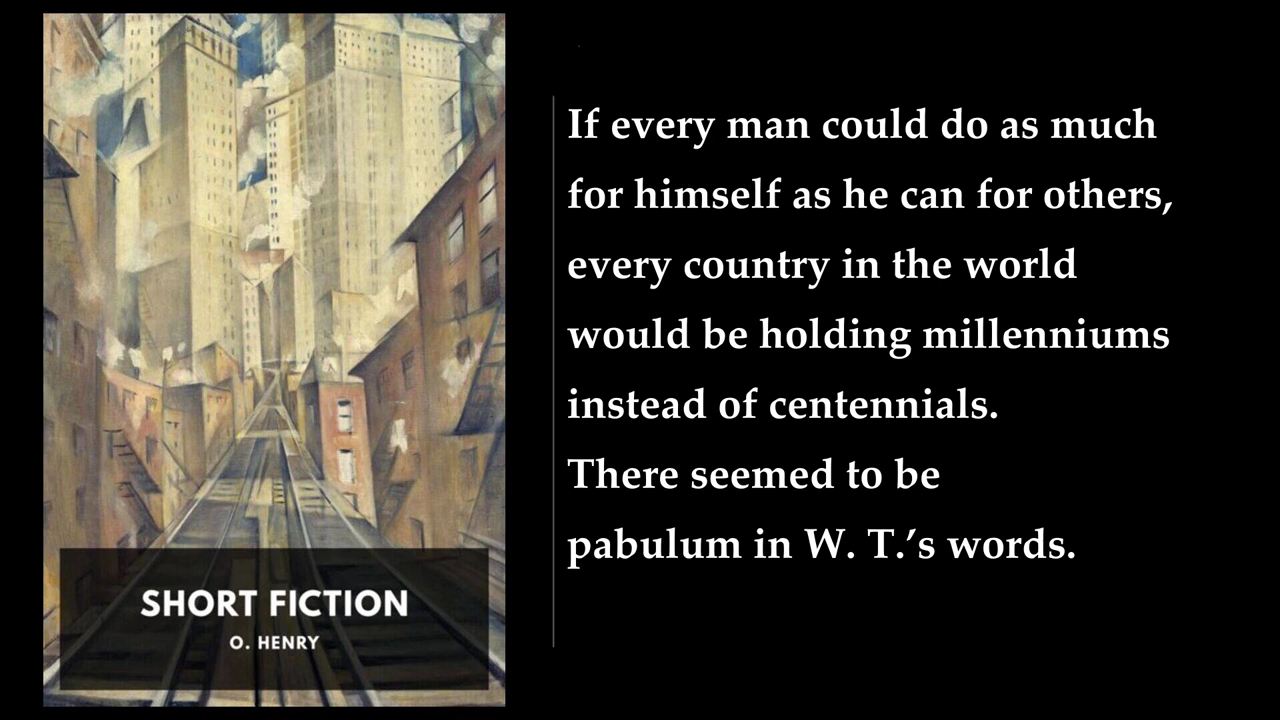 SHORT FICTION
O. HENRY
If every man could do as much
for himself as he can for others,
every country in the world
would be holding millenniums
instead of centennials.
There seemed to be
pabulum in W. T.’s words.